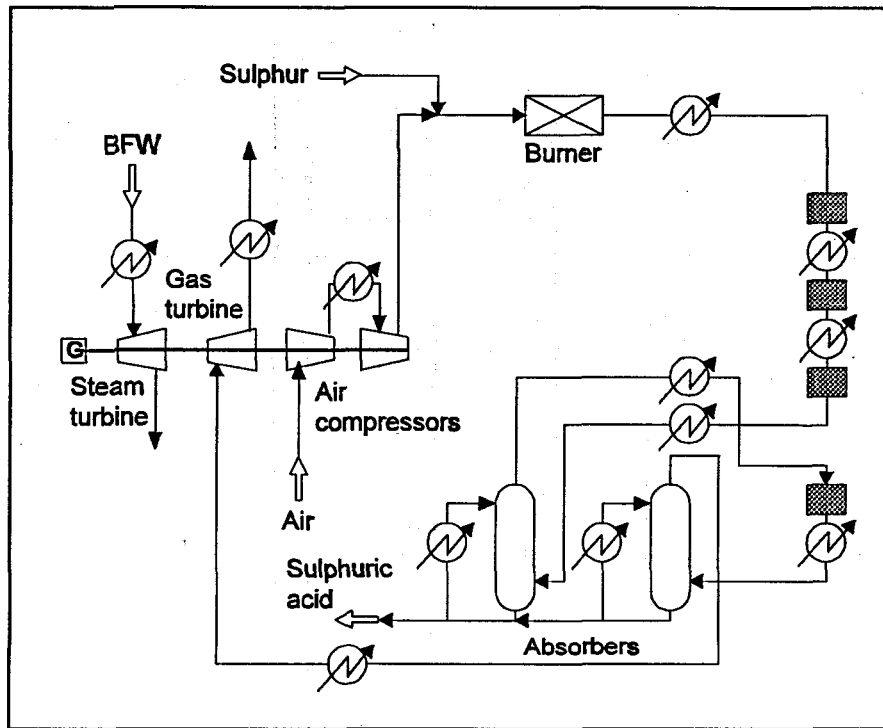 Sulphur
Burner
BFW
Gas
turbine
G
Steam
turbine
Air
compressors
Air
Sulphuric
acid
Absorbers